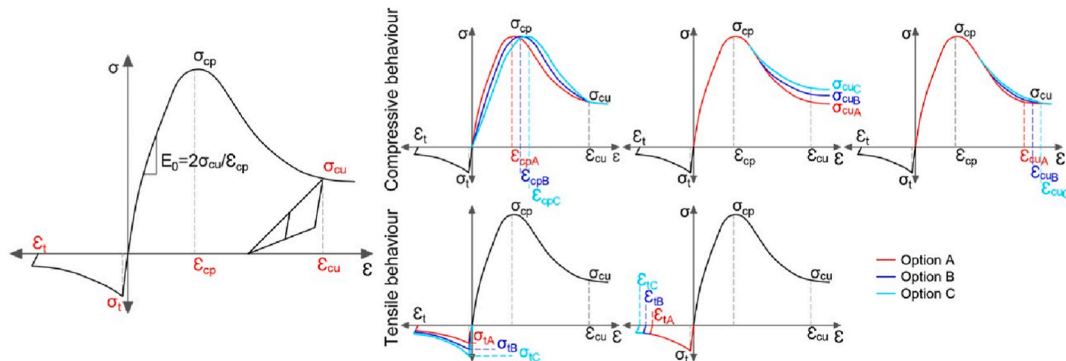 σ
σcp
E0=2σcu/εcp
σcu
εt
εcp
εcu
ε
σt
Compressive behaviour
σ
σcp
εt
σcu
σt
εcpA
εcpB
εcpC
εcu
ε
σ
σcp
εt
σcuC
σcuB
σcuA
σt
εcp
εcu
ε
σ
σcp
εt
σcu
σt
εcp
εcuA
εcuB
εcuC
ε
Tensile behaviour
σcp
σcu
εt
εcu
ε
σtA
σtB
σtC
σcp
σcu
εtC
εtB
εtA
εcu
ε
σt
Option A
Option B
Option C